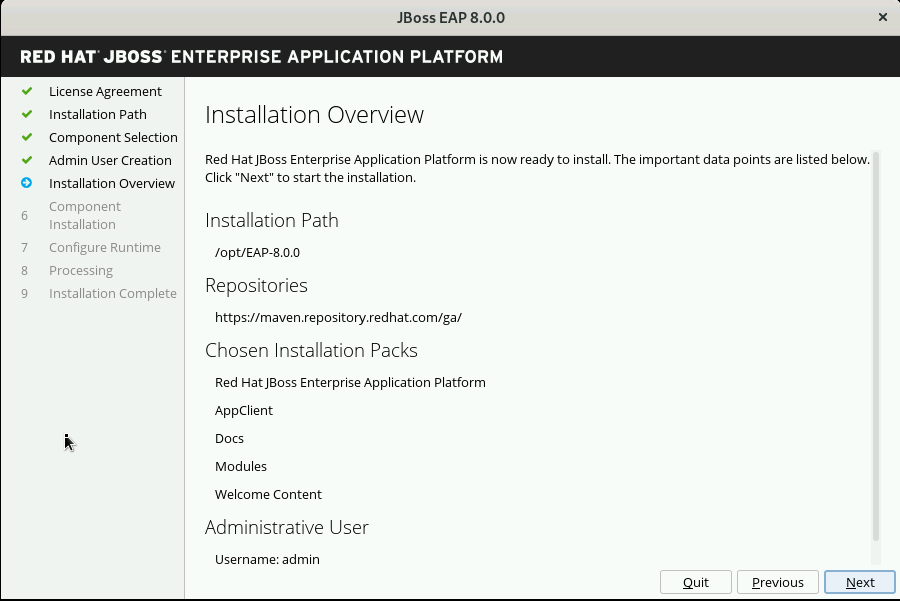 JBoss EAP 8.0.0
RED HAT® JBOSS® ENTERPRISE APPLICATION PLATFORM
License Agreement
Installation Path
Component Selection
Admin User Creation
Installation Overview
6 Component
Installation
7 Configure Runtime
8 Processing
9 Installation Complete
Installation Overview
Red Hat JBoss Enterprise Application Platform is now ready to install. The important data points are listed below.
Click "Next" to start the installation.
Installation Path
/opt/EAP-8.0.0
Repositories
https://maven.repository.redhat.com/ga/
Chosen Installation Packs
Red Hat JBoss Enterprise Application Platform
AppClient
Docs
Modules
Welcome Content
Administrative User
Username: admin
Quit Previous Next